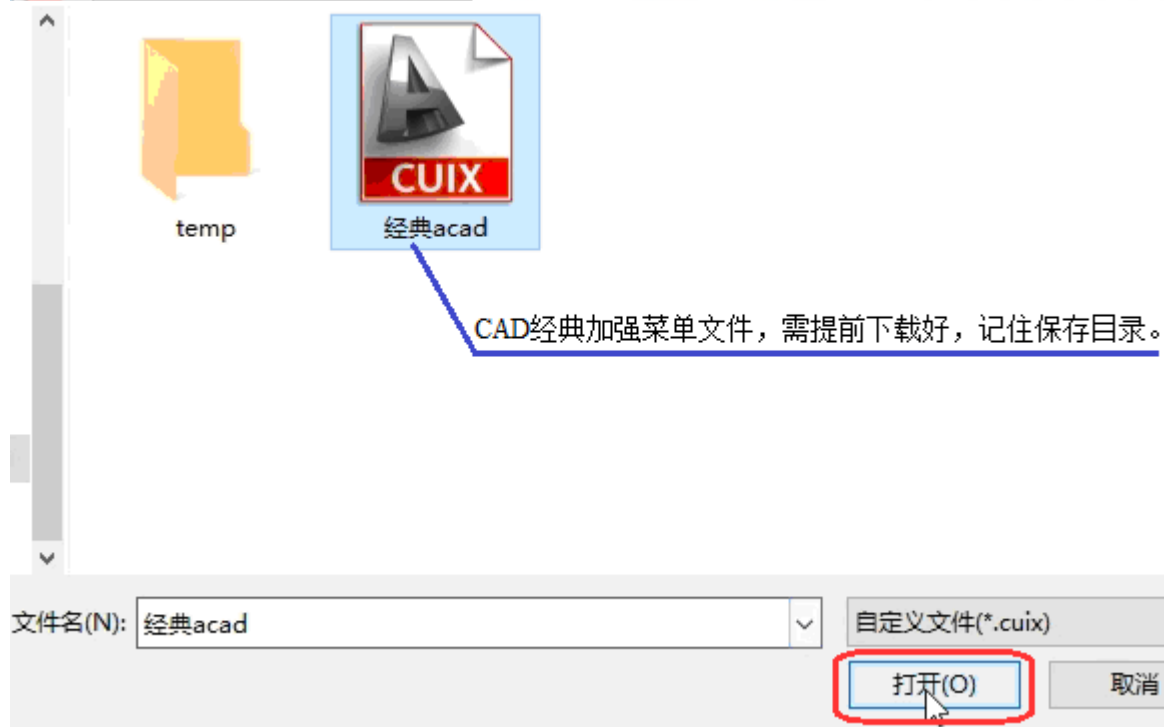 CUIX
temp
经典acad
CAD经典加强菜单文件，需提前下载好，记住保存目录。
文件名(N): 经典acad
自定义文件(*.cuix)
打开(O)
取消